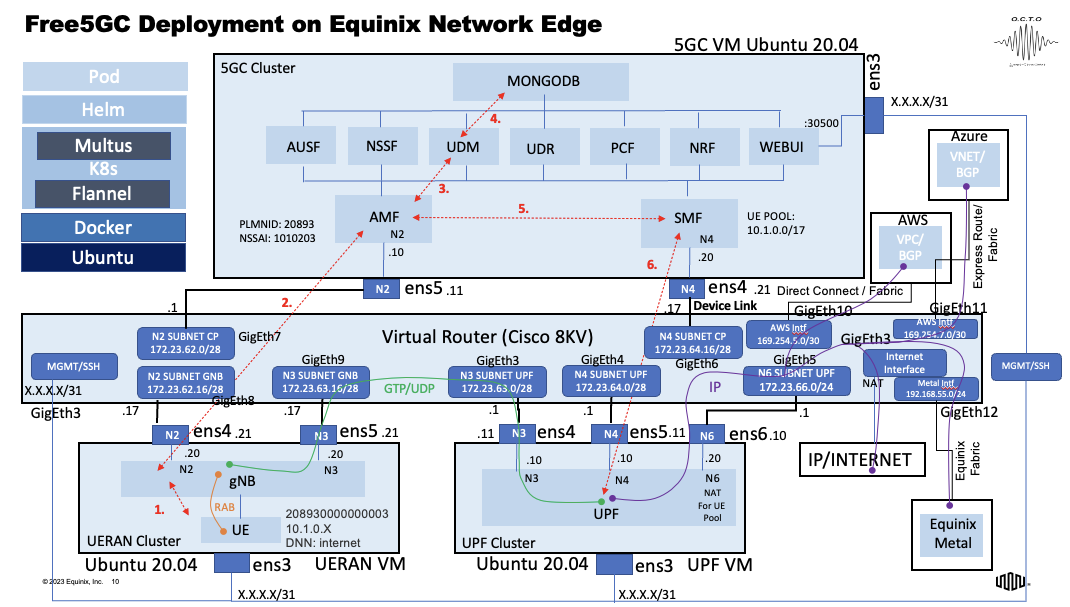 Free5GC Deployment on Equinix Network Edge
O.C.T.O
5GC VM Ubuntu 20.04
Pod
Helm
Multus
K8s
Flannel
Docker
Ubuntu
5GC Cluster
MONGODB
ens3
X.X.X.X/31
:30500
4.
AUSF
NSSF
UDM
UDR
PCF
NRF
WEBUI
Azure
VNET/
BGP
3.
5.
PLMNID: 20893
NSSAI: 1010203
AMF
N2
.10
SMF
N4
.20
UE POOL:
10.1.0.0/17
AWS
VPC/
BGP
Express Route/
Fabric
6.
2.
N2
ens5 .11
N4
ens4 .21
Direct Connect / Fabric
.1
.17
Device Link
GigEth10
GigEth11
Virtual Router (Cisco 8KV)
N2 SUBNET CP
172.23.62.0/28
GigEth7
N4 SUBNET CP
172.23.64.16/28
GigEth6
AWS Intf
169.254.5.0/30
AWS Intf
169.254.7.0/30
GigEth3
MGMT/SSH
X.X.X.X/31
GigEth3
N2 SUBNET GNB
172.23.62.16/28
GigEth8
GigEth9
N3 SUBNET GNB
172.23.63.16/28
GTP/UDP
GigEth3
N3 SUBNET UPF
172.23.63.0/28
GigEth4
N4 SUBNET UPF
172.23.64.0/28
IP
GigEth5
N6 SUBNET UPF
172.23.66.0/24
Internet
Interface
NAT
Metal Intf
192.168.55.0/24
GigEth12
MGMT/SSH
.17
.17
.1
.1
.1
N2
ens4 .21
N3
ens5 .21
.11
N3
ens4
N4
ens5 .11
N6
ens6 .10
.20
N2
.20
N3
gNB
RAB
1.
UE
208930000000003
10.1.0.X
DNN: internet
UERAN Cluster
.10
N3
.10
N4
.20
N6
NAT
For UE
Pool
UPF
UPF Cluster
IP/INTERNET
Equinix
Fabric
Equinix
Metal
Ubuntu 20.04
ens3
UERAN VM
Ubuntu 20.04
ens3
UPF VM
X.X.X.X/31
X.X.X.X/31
© 2023 Equinix, Inc. 10